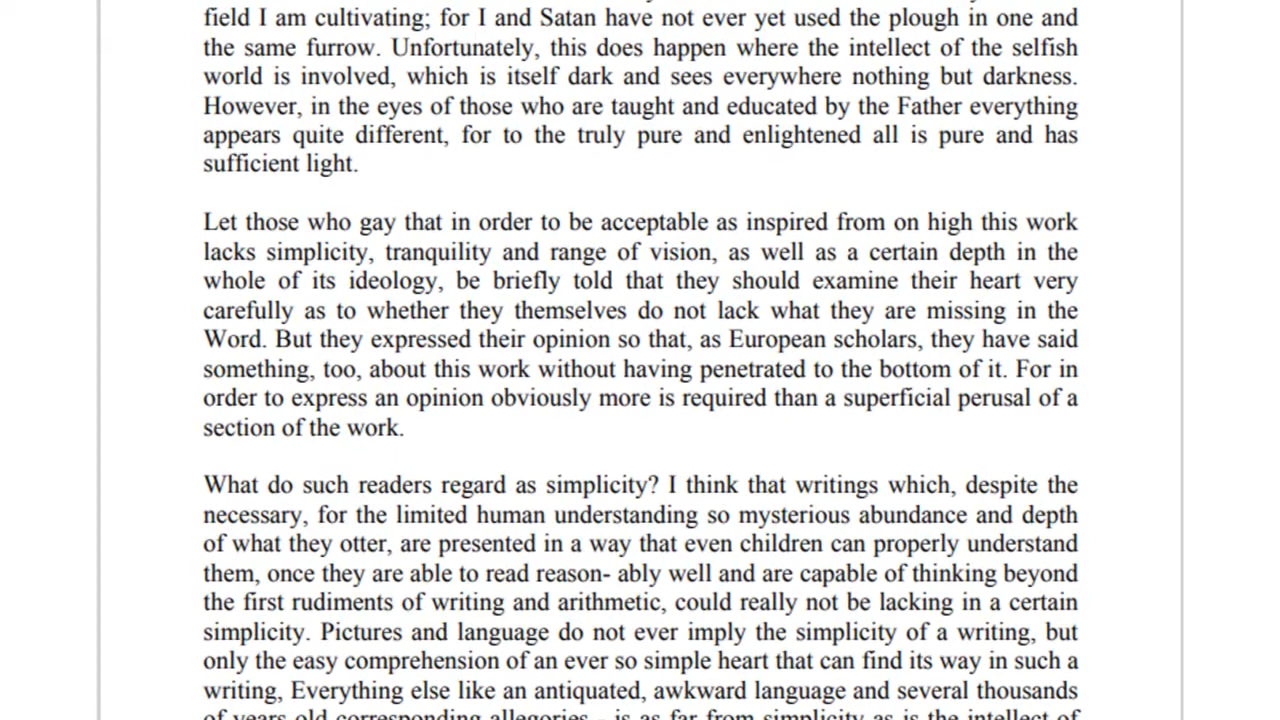 field I am cultivating; for I and Satan have not ever yet used the plough in one and
the same furrow. Unfortunately, this does happen where the intellect of the selfish
world is involved, which is itself dark and sees everywhere nothing but darkness.
However, in the eyes of those who are taught and educated by the Father everything
appears quite different, for to the truly pure and enlightened all is pure and has
sufficient light.
Let those who gay that in order to be acceptable as inspired from on high this work
lacks simplicity, tranquility and range of vision, as well as a certain depth in the
whole of its ideology, be briefly told that they should examine their heart very
carefully as to whether they themselves do not lack what they are missing in the
Word. But they expressed their opinion so that, as European scholars, they have said
something, too, about this work without having penetrated to the bottom of it. For in
order to express an opinion obviously more is required than a superficial perusal of a
section of the work.
What do such readers regard as simplicity? I think that writings which, despite the
necessary, for the limited human understanding so mysterious abundance and depth
of what they otter, are presented in a way that even children can properly understand
them, once they are able to read reason- ably well and are capable of thinking beyond
the first rudiments of writing and arithmetic, could really not be lacking in a certain
simplicity. Pictures and language do not ever imply the simplicity of a writing, but
only the easy comprehension of an ever so simple heart that can find its way in such a
writing, Everything else like an antiquated, awkward language and several thousands
of years old corresponding allegories - is as far from simplicity as is the intellect of